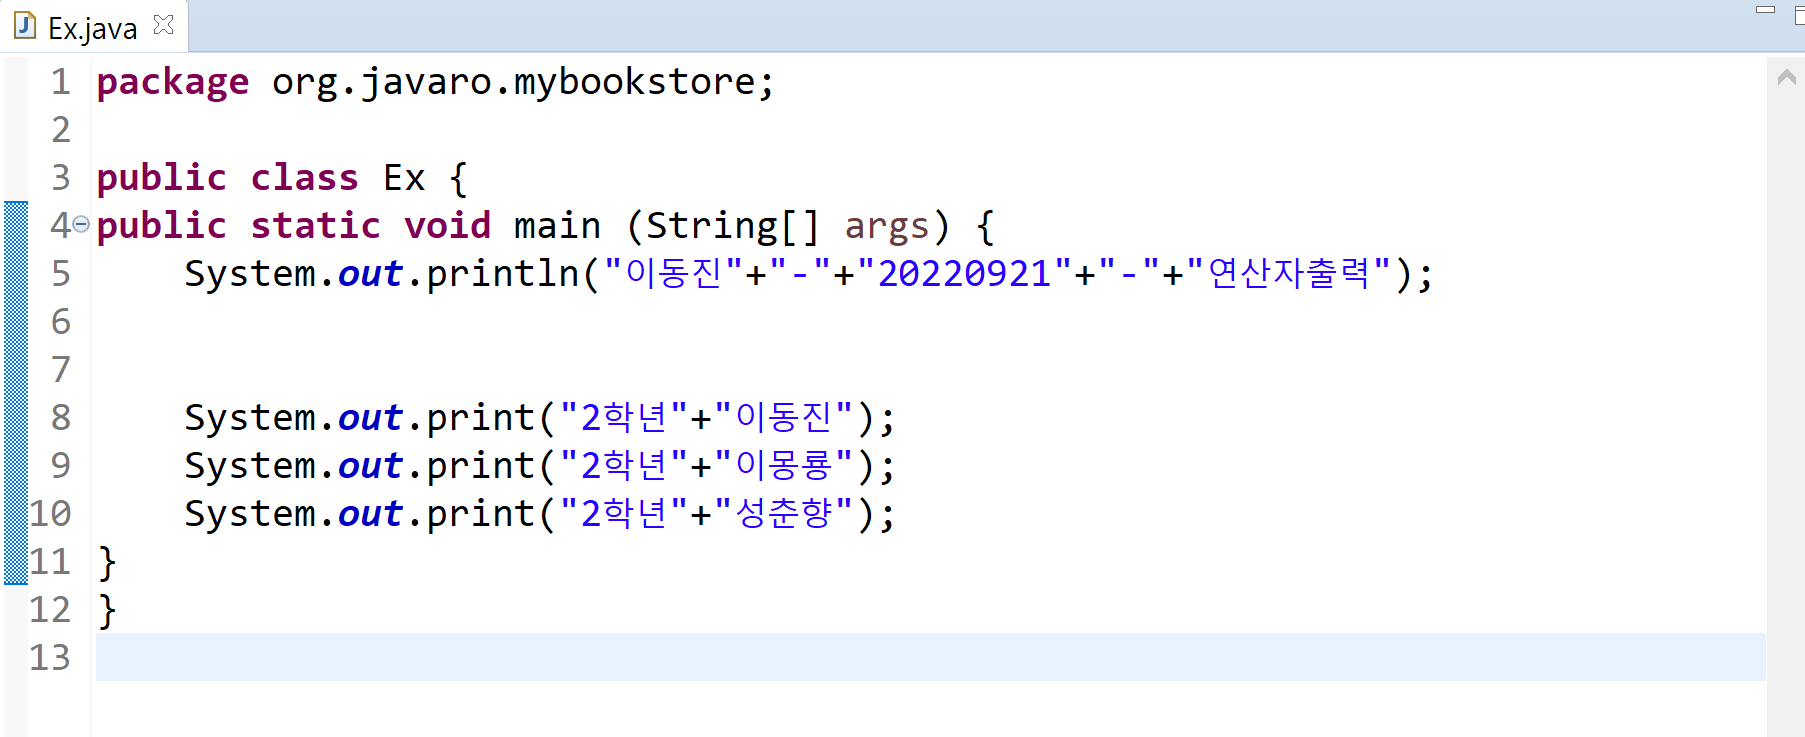 Ex.java
1 package org.javaro.mybookstore;
2
3 public class Ex {
4 public static void main (String[] args) {
5     System.out.println("이동진"+"-"+"20220921"+"-"+"연산자출력");
6
7
8     System.out.print("2학년"+"이동진");
9     System.out.print("2학년"+"이몽룡");
10     System.out.print("2학년"+"성춘향");
11 }
12 }
13